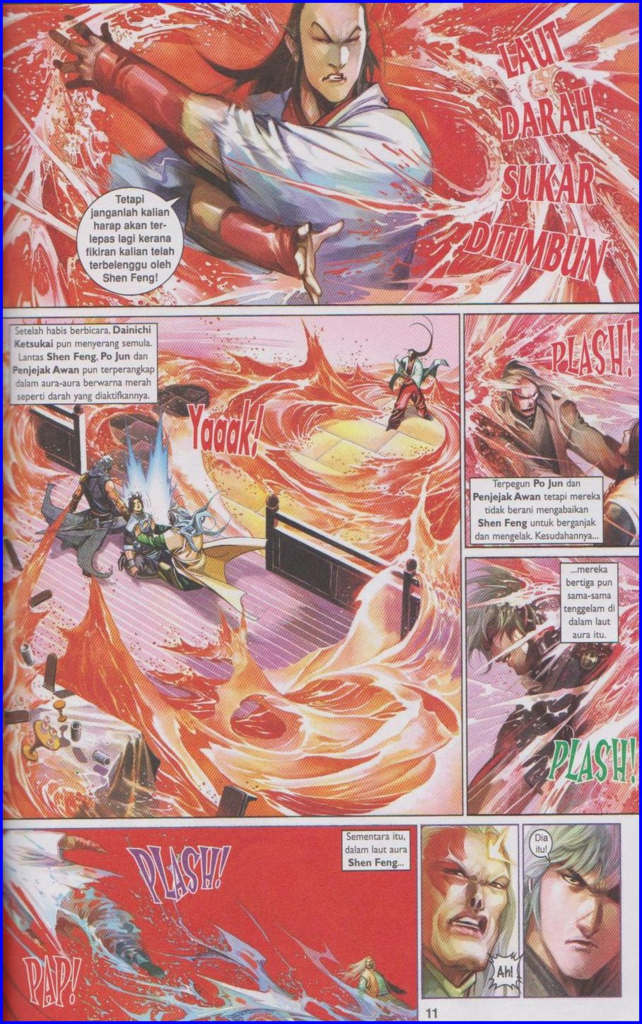 LAUT
DARAH
SUKAR
DITIMBUN
Tetapi
janganlah kalian
harap akan ter-
lepas lagi kerana
fikiran kalian telah
terbelenggu oleh
Shen Feng!
Setelah habis berbicara, Dainichi
Ketsukai pun menyerang semula.
Lantas Shen Feng, Po Jun dan
Penjejak Awan pun terperangkap
dalam aura-aura berwarna merah
seperti darah yang diaktifkannya.
Yaaak!
PLASH!
Terpegun Po Jun dan
Penjejak Awan tetapi mereka
tidak berani mengabaikan
Shen Feng untuk berganjak
dan mengelak. Kesudahannya...
...mereka
bertiga pun
sama-sama
tenggelam di
dalam laut
aura itu.
PLASH!
Sementara itu,
dalam laut aura
Shen Feng...
PLASH!
PAP!
Ah!
Dia
itu!
11